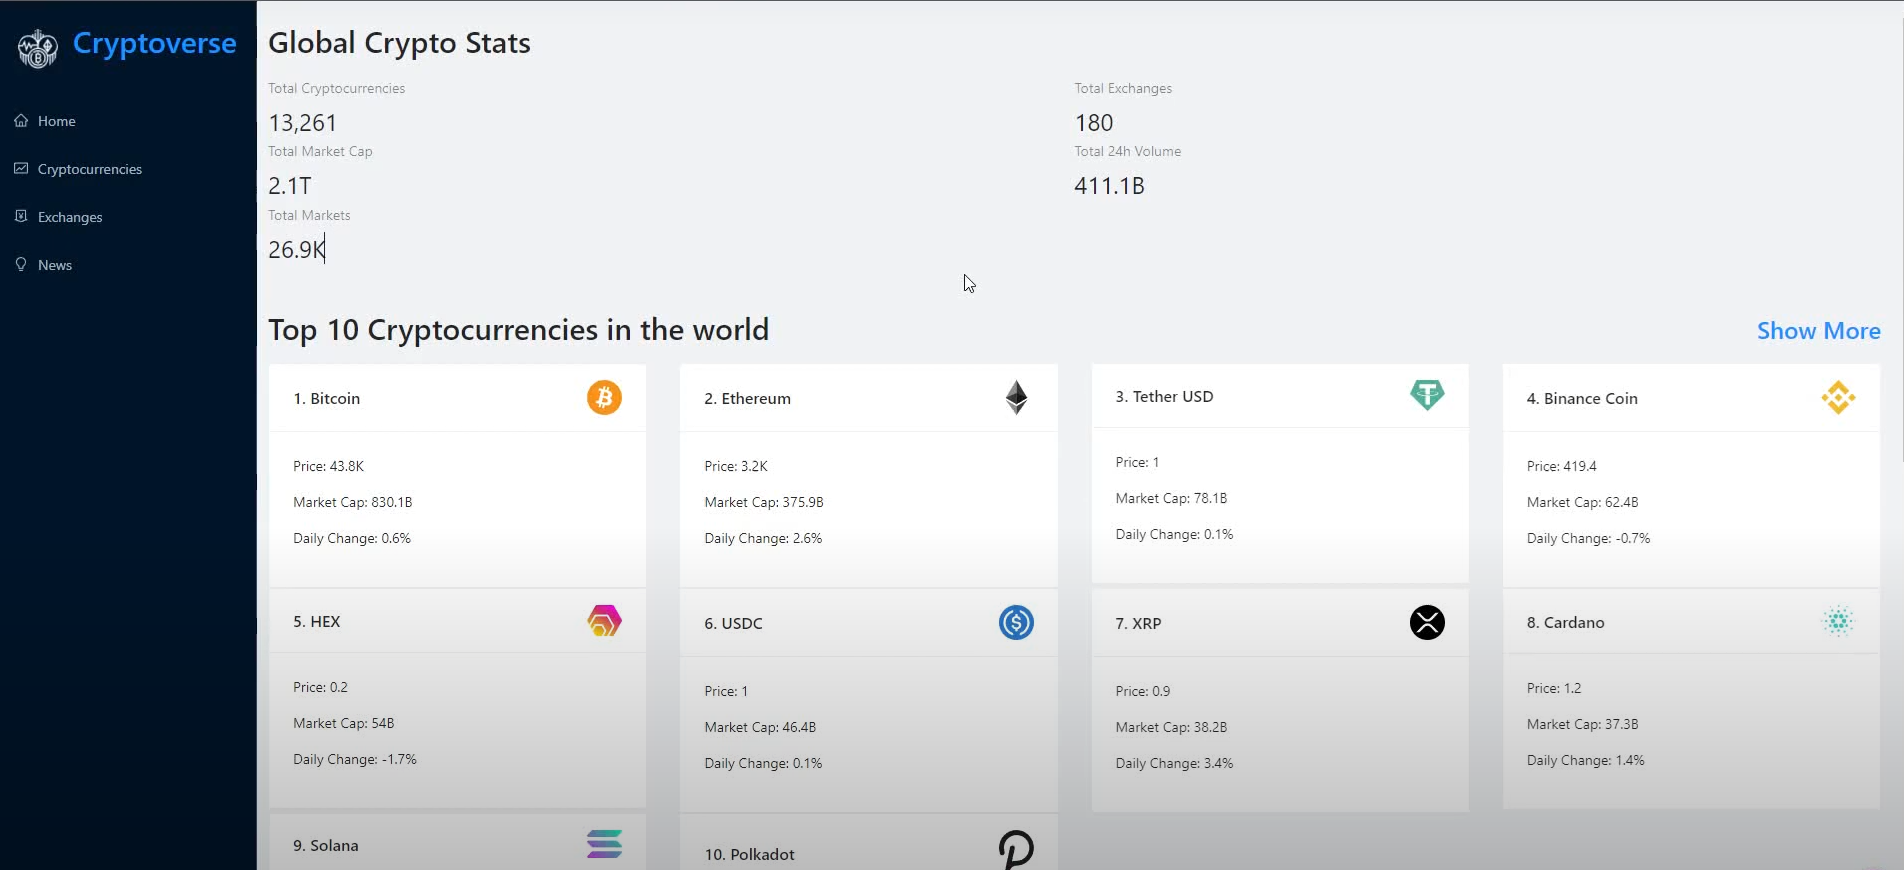 Cryptoverse
Home
Cryptocurrencies
Exchanges
News
Global Crypto Stats
Total Cryptocurrencies
13,261
Total Exchanges
180
Total Market Cap
2.1T
Total 24h Volume
411.1B
Total Markets
26.9K
Top 10 Cryptocurrencies in the world
Show More
1. Bitcoin
Price: 43.8K
Market Cap: 830.1B
Daily Change: 0.6%
2. Ethereum
Price: 3.2K
Market Cap: 375.9B
Daily Change: 2.6%
3. Tether USD
Price: 1
Market Cap: 78.1B
Daily Change: 0.1%
4. Binance Coin
Price: 419.4
Market Cap: 62.4B
Daily Change: -0.7%
5. HEX
Price: 0.2
Market Cap: 54B
Daily Change: -1.7%
6. USDC
Price: 1
Market Cap: 46.4B
Daily Change: 0.1%
7. XRP
Price: 0.9
Market Cap: 38.2B
Daily Change: 3.4%
8. Cardano
Price: 1.2
Market Cap: 37.3B
Daily Change: 1.4%
9. Solana
10. Polkadot